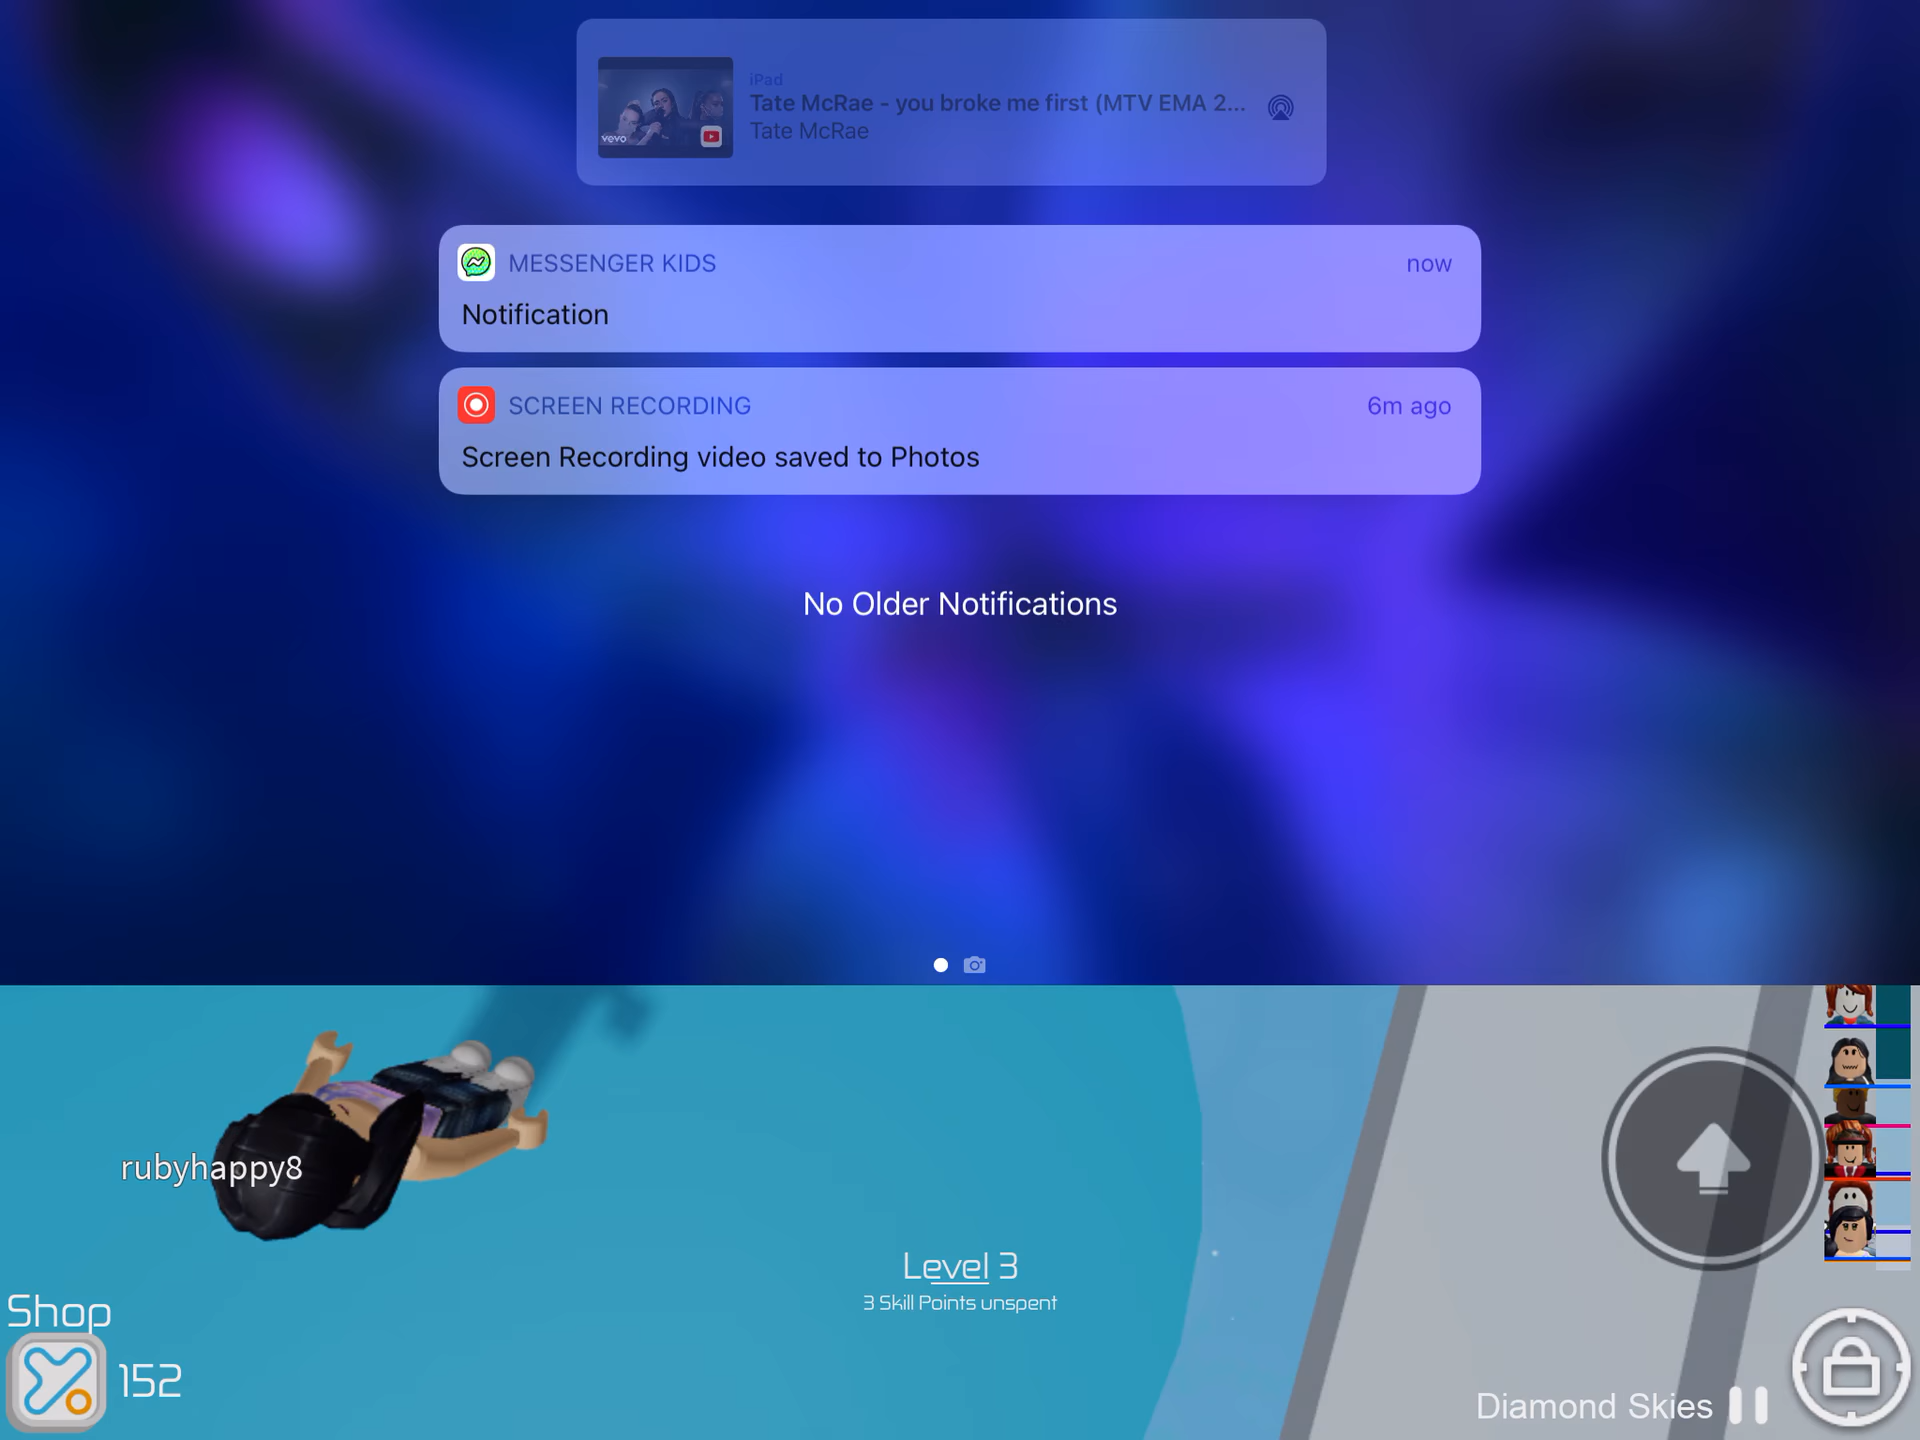 iPad
Tate McRae - you broke me first (MTV EMA 2...
Tate McRae
vevo
MESSENGER KIDS
now
Notification
SCREEN RECORDING
6m ago
Screen Recording video saved to Photos
No Older Notifications
rubyhappy8
Level 3
3 Skill Points unspent
Shop
152
Diamond Skies